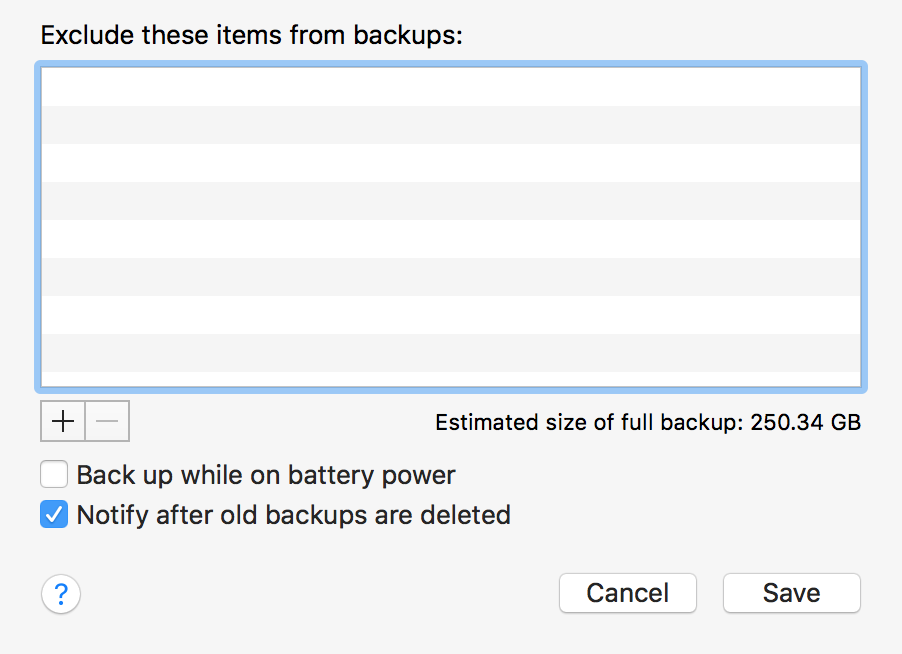 Exclude these items from backups:
Estimated size of full backup: 250.34 GB
Back up while on battery power
Notify after old backups are deleted
?
Cancel
Save